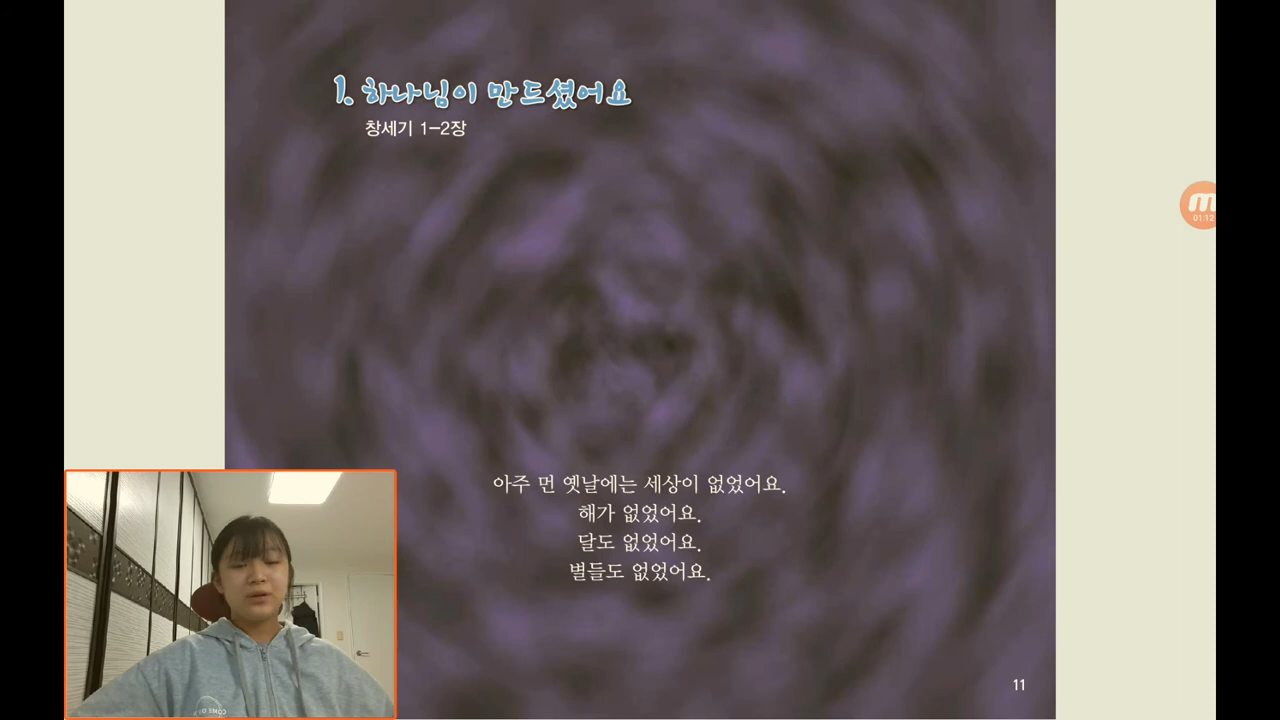 1. 하나님이 만드셨어요
창세기 1-2장
아주 먼 옛날에는 세상이 없었어요.
해가 없었어요.
달도 없었어요.
별들도 없었어요.
11
m
01:12